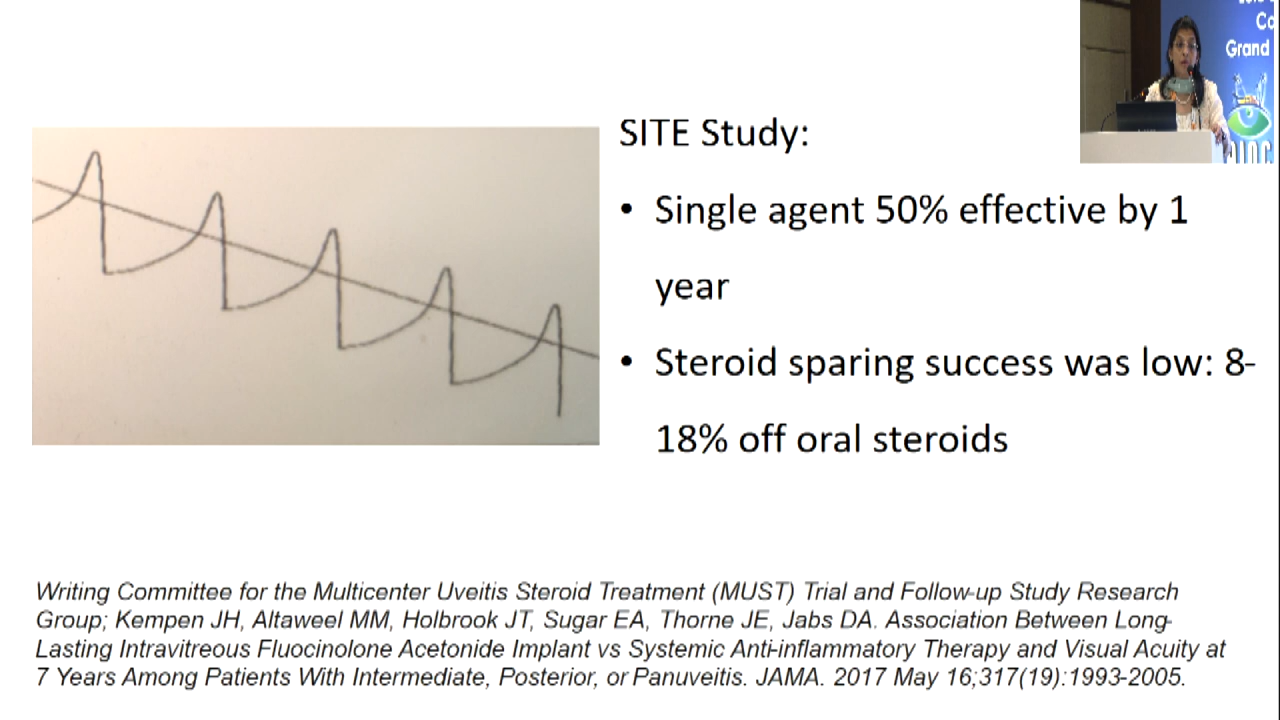 SITE Study:
• Single agent 50% effective by 1
year
• Steroid sparing success was low: 8-
18% off oral steroids
Writing Committee for the Multicenter Uveitis Steroid Treatment (MUST) Trial and Follow-up Study Research
Group; Kempen JH, Altaweel MM, Holbrook JT, Sugar EA, Thorne JE, Jabs DA. Association Between Long-
Lasting Intravitreous Fluocinolone Acetonide Implant vs Systemic Anti-inflammatory Therapy and Visual Acuity at
7 Years Among Patients With Intermediate, Posterior, or Panuveitis. JAMA. 2017 May 16;317(19):1993-2005.
Grand